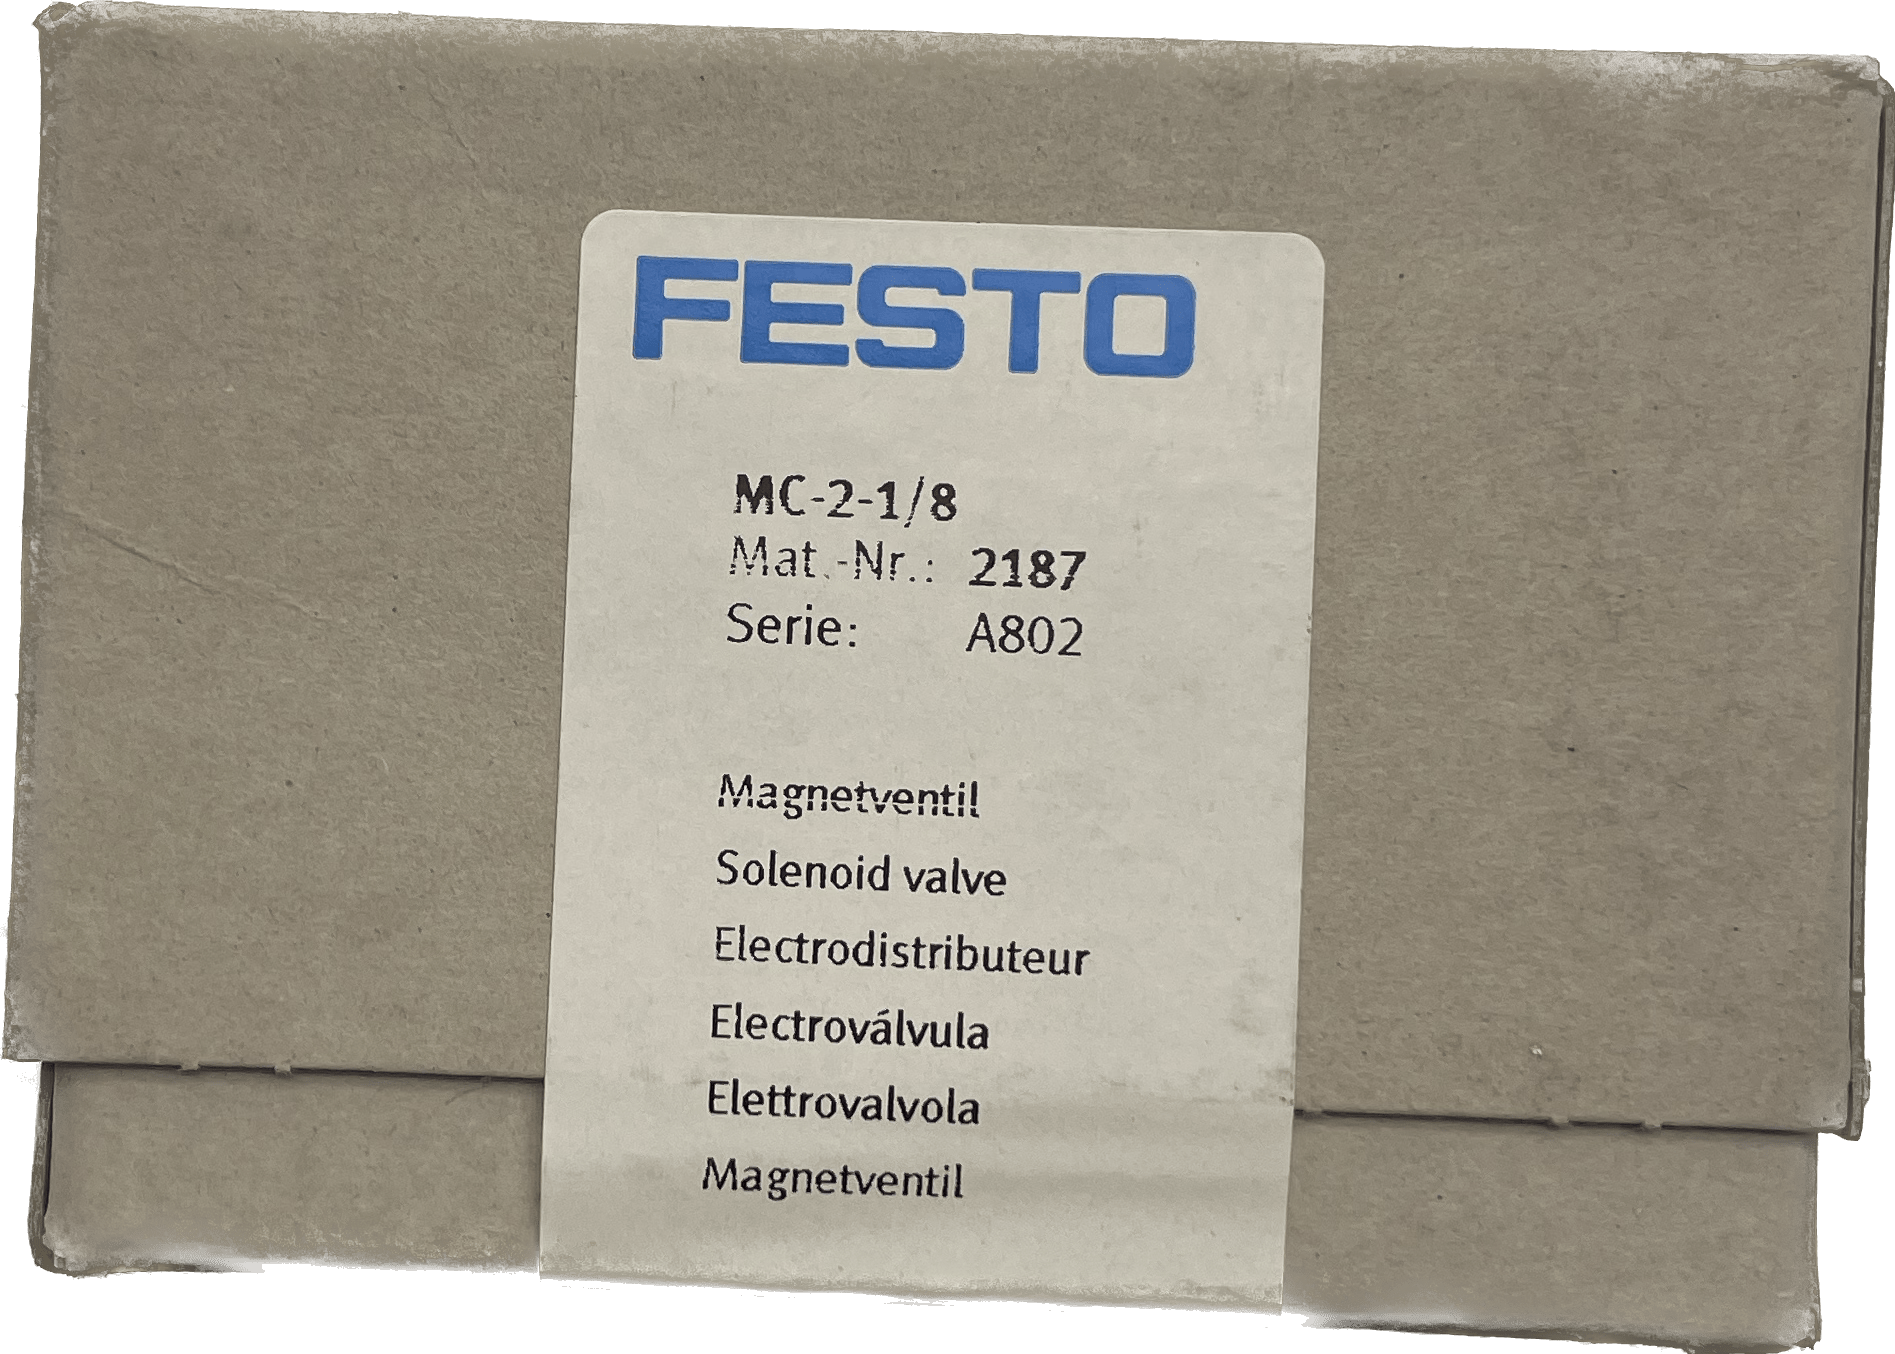 FESTO
MC-2-1/8
Mat.-Nr.: 2187
Serie: A802
Magnetventil
Solenoid valve
Electrodistributeur
Electroválvula
Elettrovalvola
Magnetventil